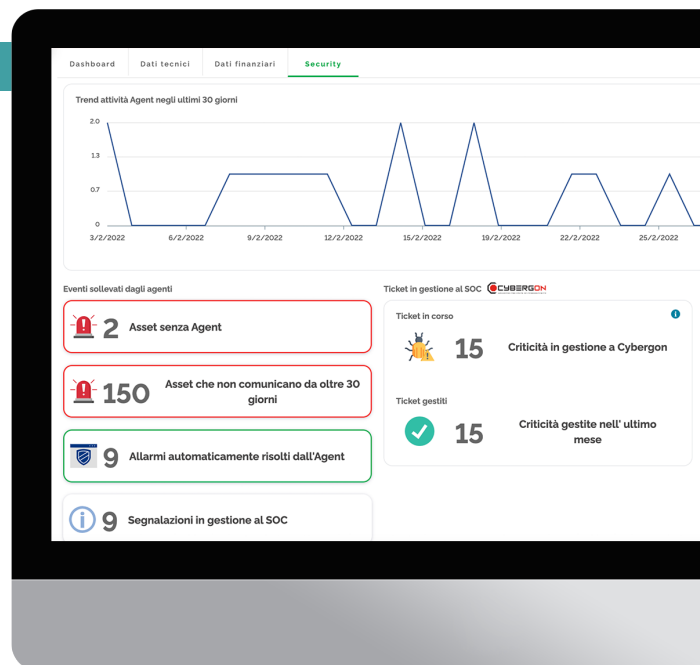 Dashboard
Dati tecnici
Dati finanziari
Security
Trend attività Agent negli ultimi 30 giorni
2.0
1.3
0.7
0
3/2/2022
6/2/2022
9/2/2022
12/2/2022
15/2/2022
19/2/2022
22/2/2022
25/2/2022
Eventi sollevati dagli agenti
2 Asset senza Agent
150 Asset che non comunicano da oltre 30
giorni
9 Allarmi automaticamente risolti dall'Agent
9 Segnalazioni in gestione al SOC
Ticket in gestione al SOC CYBERGON
Ticket in corso
15 Criticità in gestione a Cybergon
Ticket gestiti
15 Criticità gestite nell' ultimo
mese